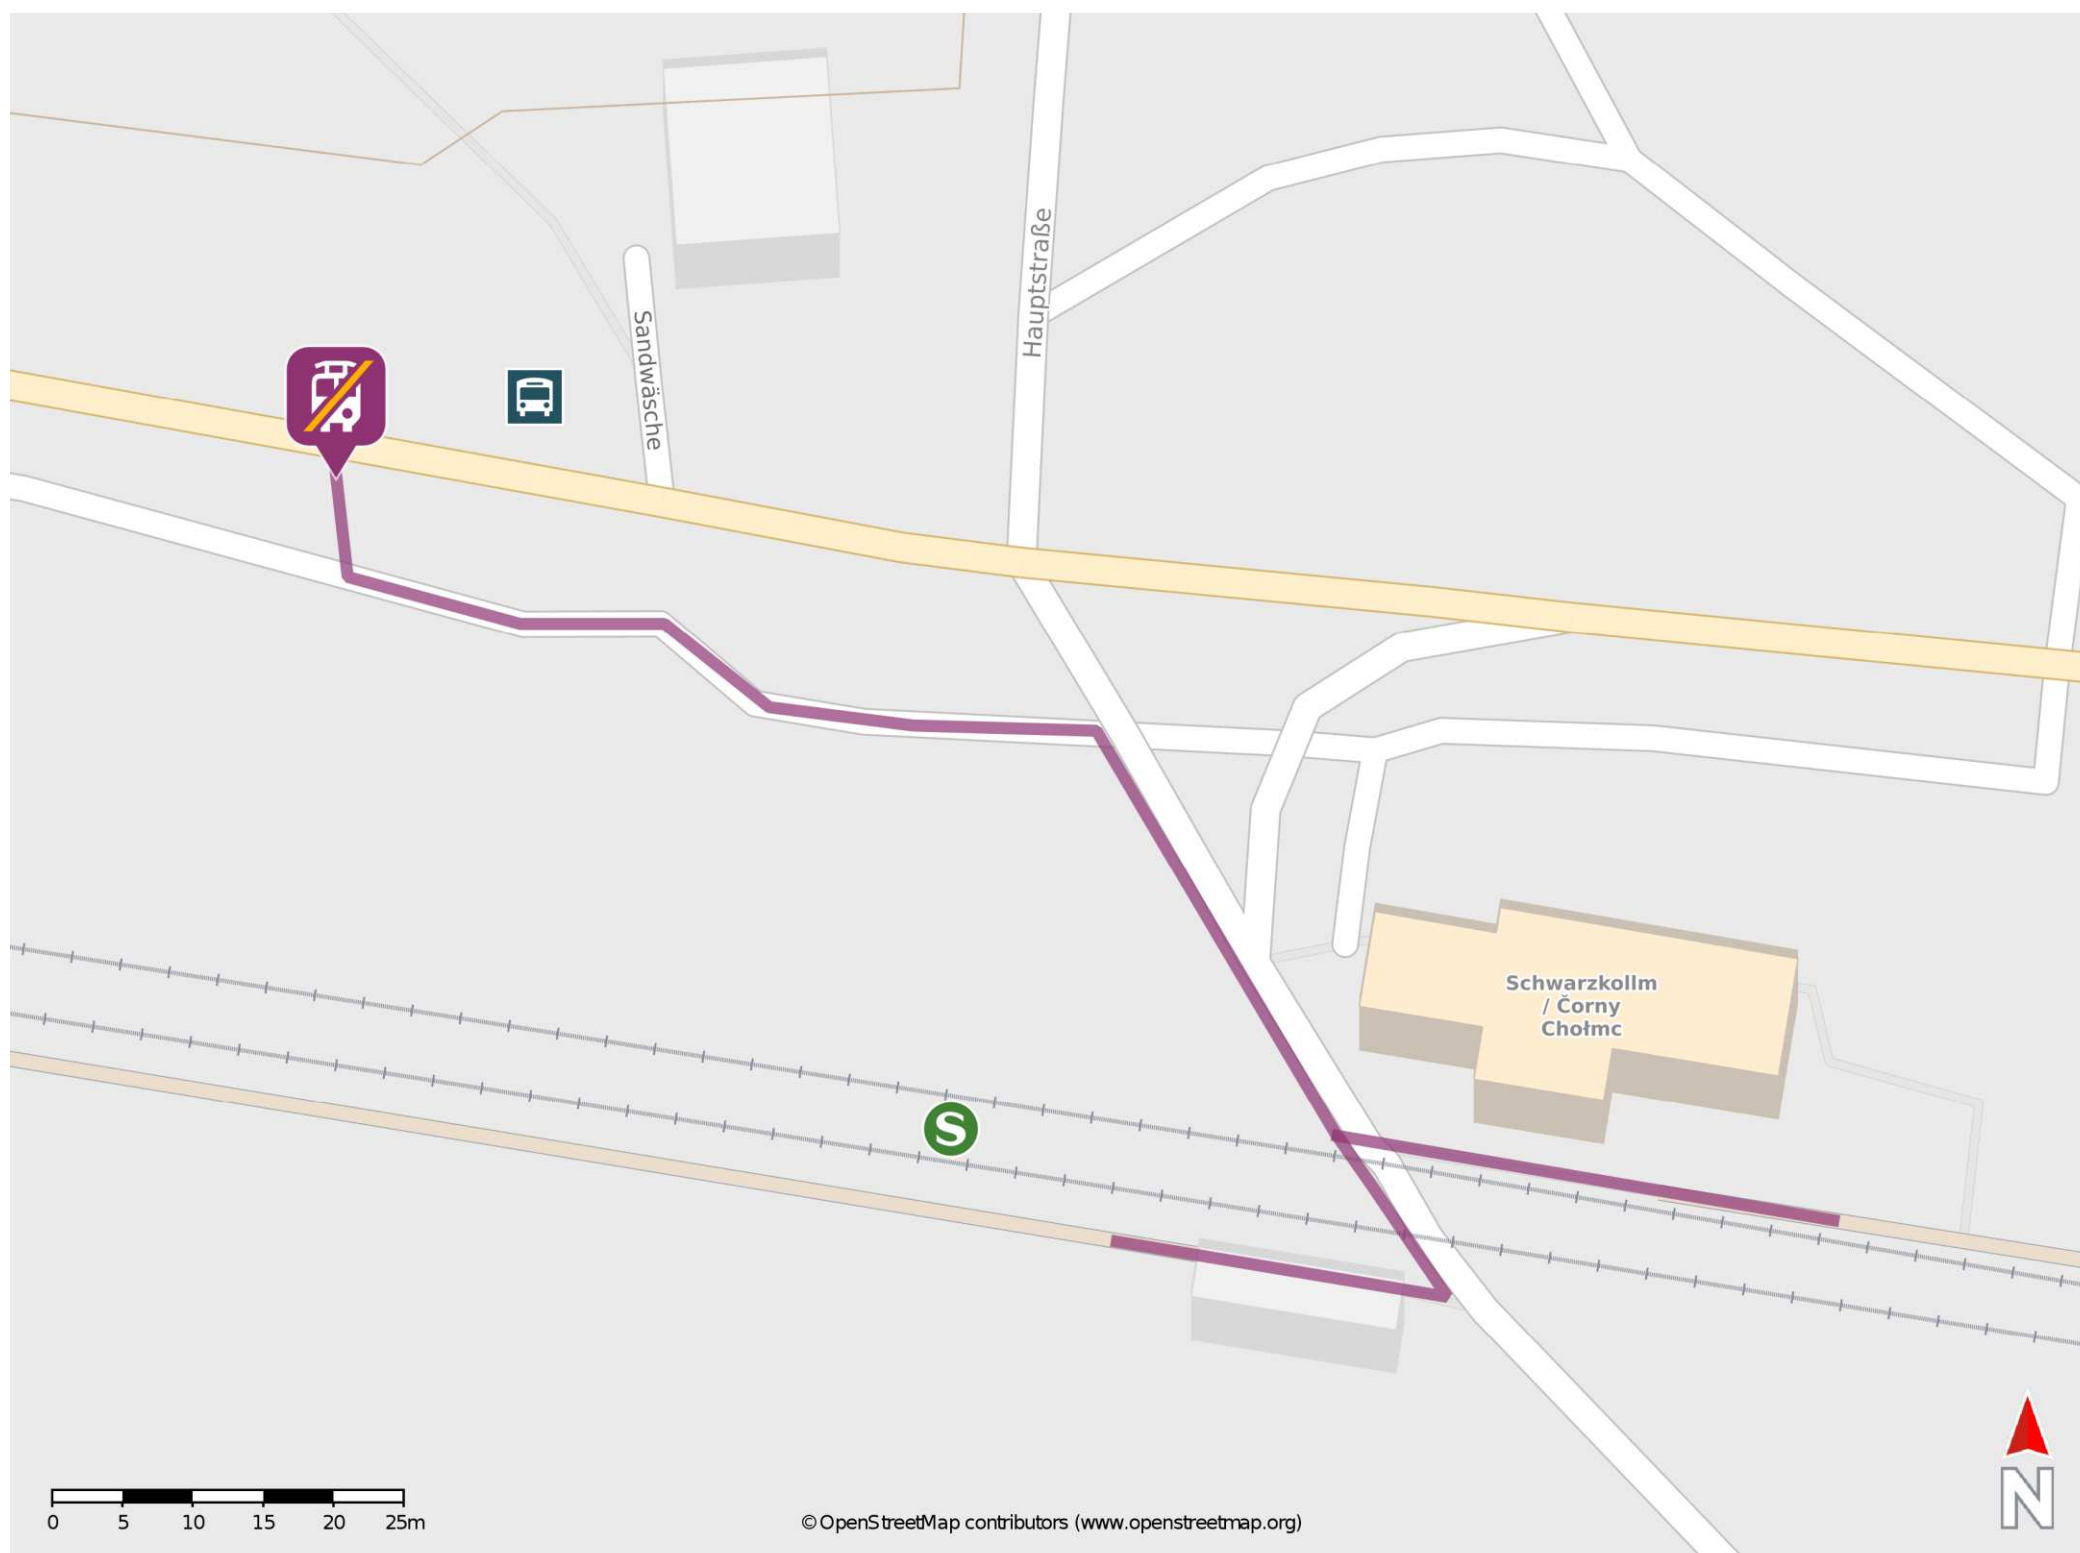 Hauptstraße
Sandwäsche
S
Schwarzkollm
/ Čorny
Chołmc
0 5 10 15 20 25m
© OpenStreetMap contributors (www.openstreetmap.org)
N